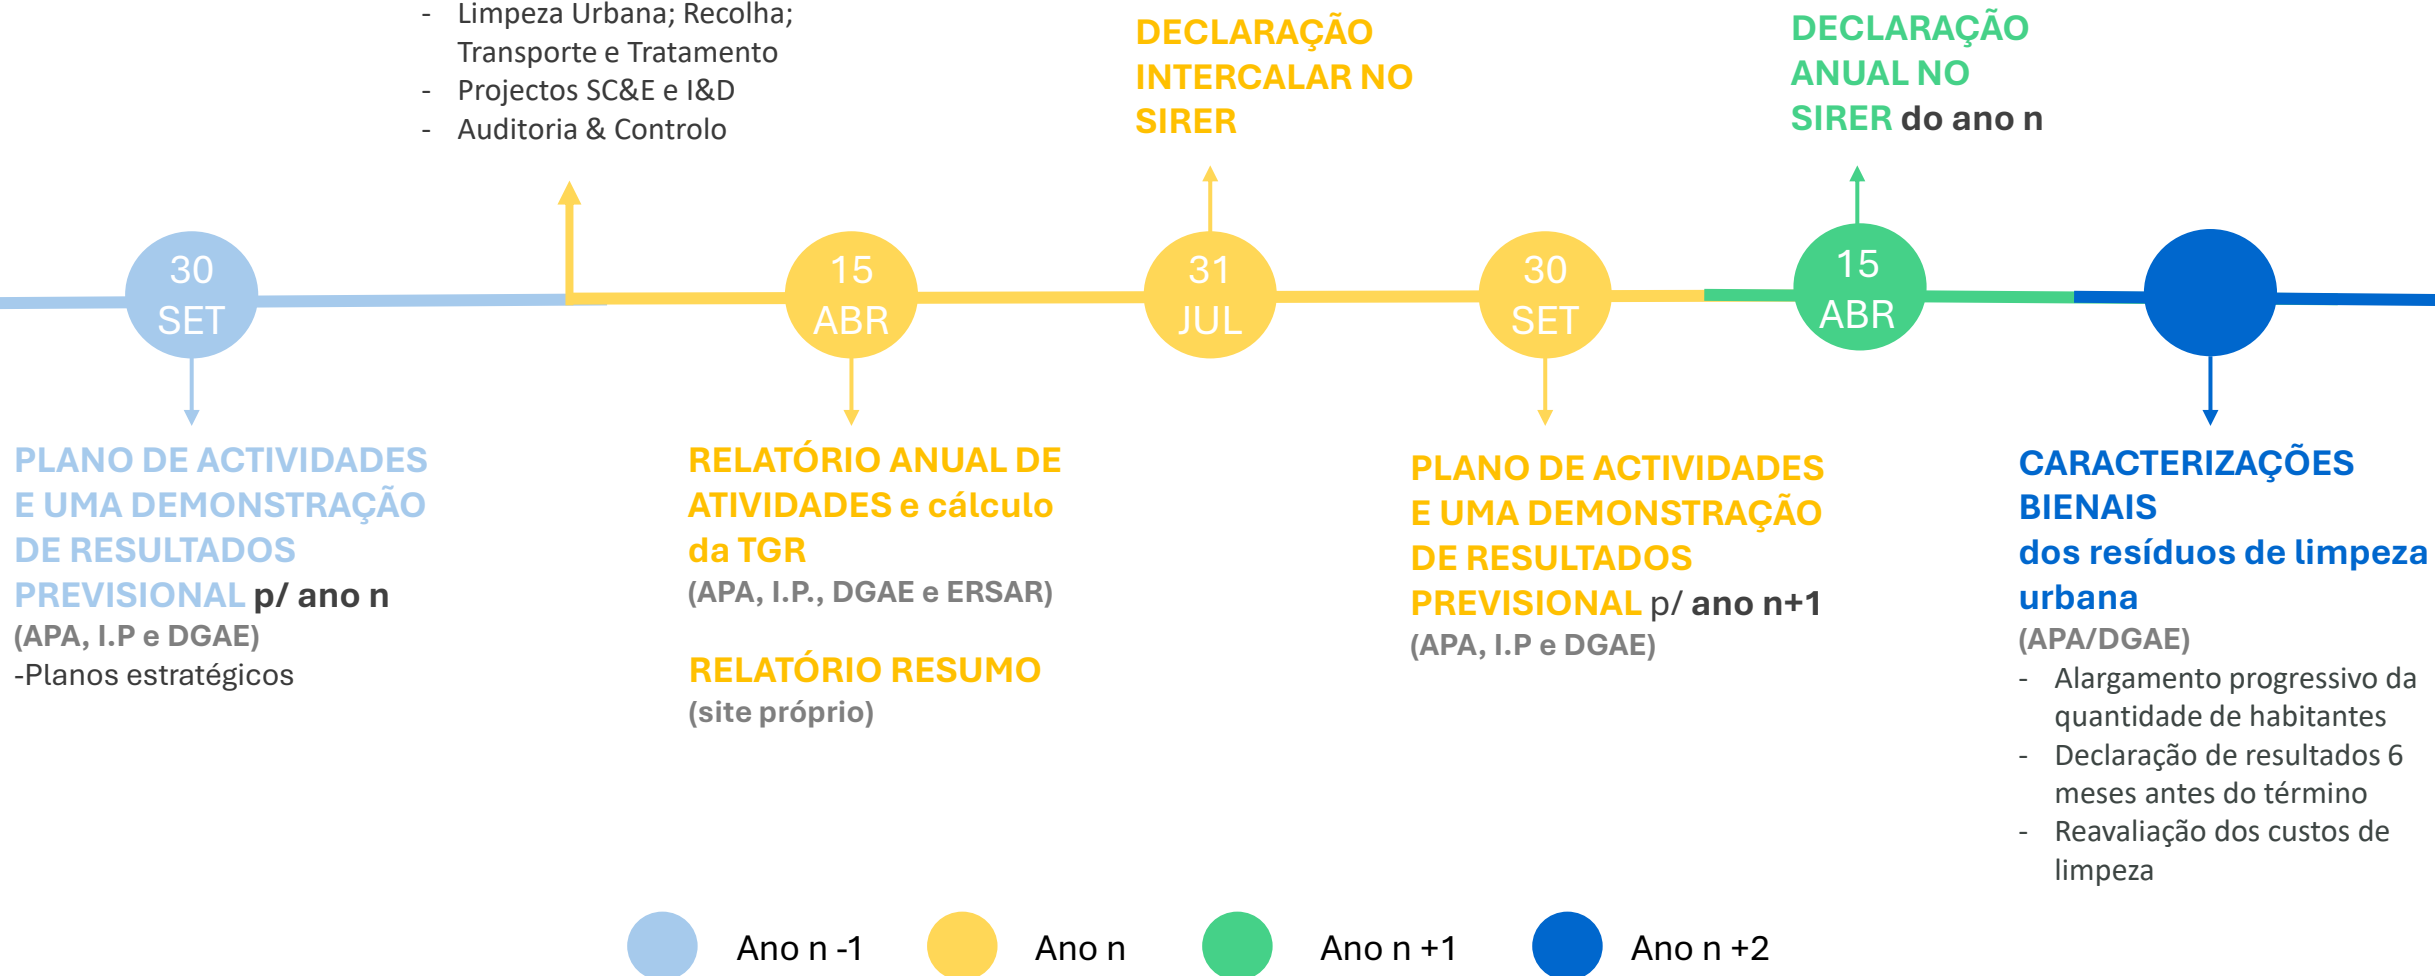 - Limpeza Urbana; Recolha;
Transporte e Tratamento
- Projectos SC&E e I&D
- Auditoria & Controlo
DECLARAÇÃO
INTERCALAR NO
SIRER
DECLARAÇÃO
ANUAL NO
SIRER do ano n
30
SET
15
ABR
31
JUL
30
SET
15
ABR
PLANO DE ACTIVIDADES
E UMA DEMONSTRAÇÃO
DE RESULTADOS
PREVISIONAL p/ ano n
(APA, I.P e DGAE)
-Planos estratégicos
RELATÓRIO ANUAL DE
ATIVIDADES e cálculo
da TGR
(APA, I.P., DGAE e ERSAR)
RELATÓRIO RESUMO
(site próprio)
PLANO DE ACTIVIDADES
E UMA DEMONSTRAÇÃO
DE RESULTADOS
PREVISIONAL p/ ano n+1
(APA, I.P e DGAE)
CARACTERIZAÇÕES
BIENAIS
dos resíduos de limpeza
urbana
(APA/DGAE)
- Alargamento progressivo da
quantidade de habitantes
- Declaração de resultados 6
meses antes do término
- Reavaliação dos custos de
limpeza
Ano n -1
Ano n
Ano n +1
Ano n +2